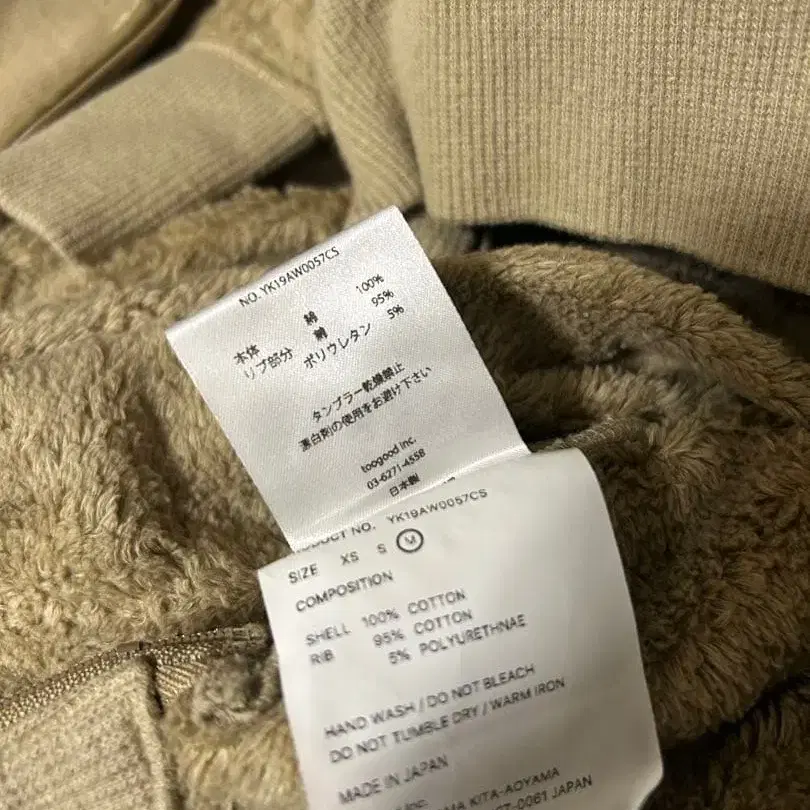 NO. YK19AW0057CS
本体 綿 100%
リブ部分 綿 95%
ポリウレタン 5%
タンブラー乾燥禁止
漂白剤の使用をお避け下さい
toogood inc.
03-6271-4558
日本製
NO. YK19AW0057CS
SIZE XS S M
COMPOSITION
SHELL 100% COTTON
RIB 95% COTTON
5% POLYURETHNAE
HAND WASH / DO NOT BLEACH
DO NOT TUMBLE DRY / WARM IRON
MADE IN JAPAN
KITA-AOYAMA
JAPAN